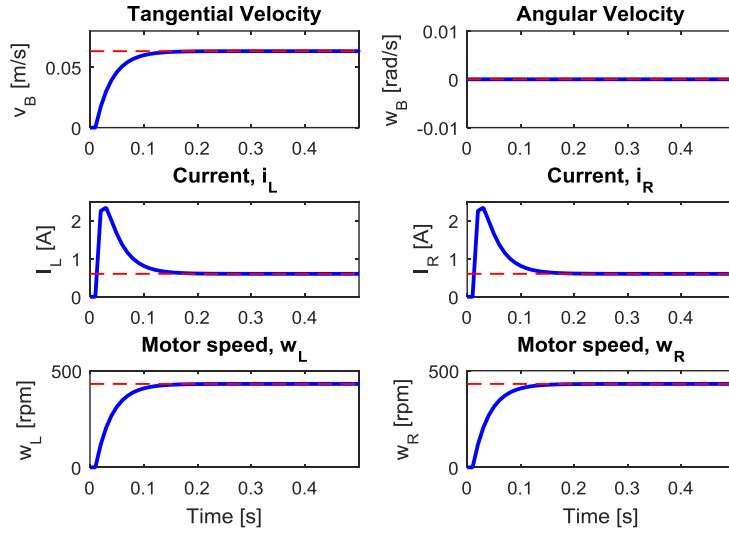 Tangential Velocity
v_B [m/s]
0.05
0
0 0.1 0.2 0.3 0.4
Angular Velocity
w_B [rad/s]
0.01
0
-0.01
0 0.1 0.2 0.3 0.4
Current, i_L
I_L [A]
2
1
0
0 0.1 0.2 0.3 0.4
Current, i_R
I_R [A]
2
1
0
0 0.1 0.2 0.3 0.4
Motor speed, w_L
w_L [rpm]
500
0
0 0.1 0.2 0.3 0.4
Time [s]
Motor speed, w_R
w_R [rpm]
500
0
0 0.1 0.2 0.3 0.4
Time [s]